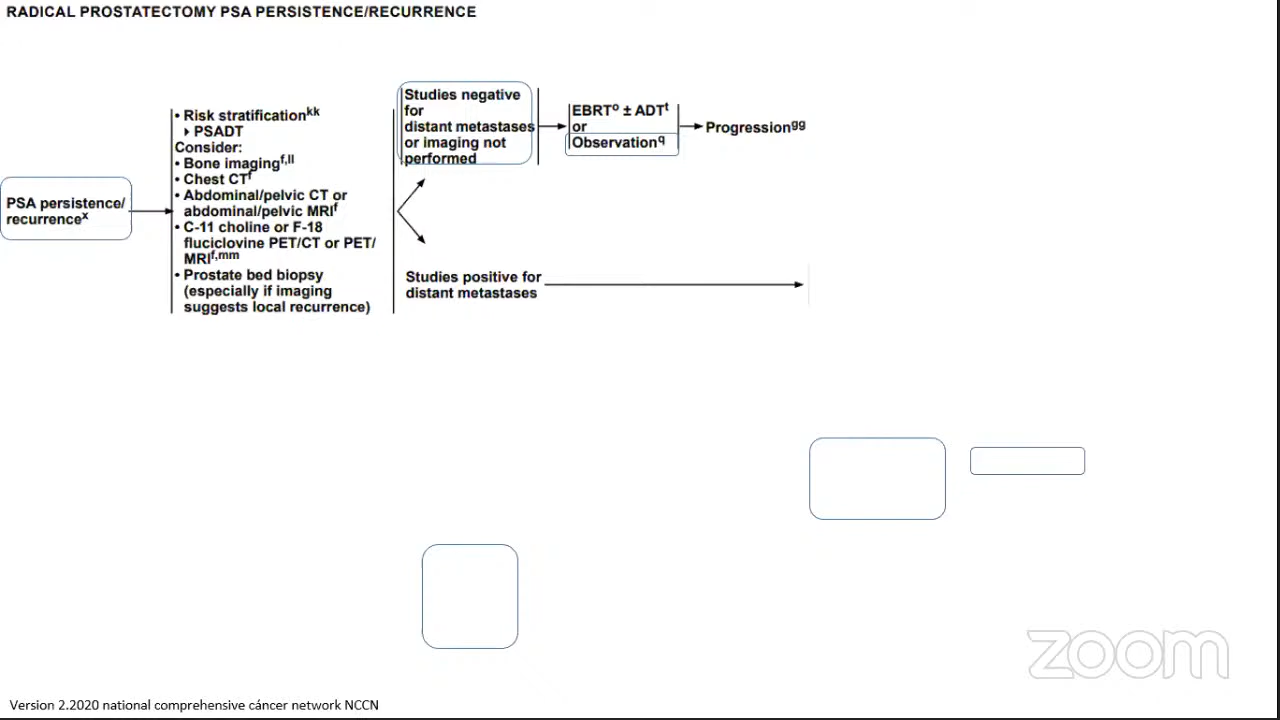 RADICAL PROSTATECTOMY PSA PERSISTENCE/RECURRENCE
PSA persistence/
recurrencex
• Risk stratificationkk
PSADT
Consider:
• Bone imagingf,ll
• Chest CTf
• Abdominal/pelvic CT or
abdominal/pelvic MRIf
• C-11 choline or F-18
fluciclovine PET/CT or PET/
MRIf,mm
• Prostate bed biopsy
(especially if imaging
suggests local recurrence)
Studies negative
for
distant metastases
or imaging not
performed
EBRTo ± ADTt
or
Observationq
Progressiongg
Studies positive for
distant metastases
zoom
Version 2.2020 national comprehensive cáncer network NCCN